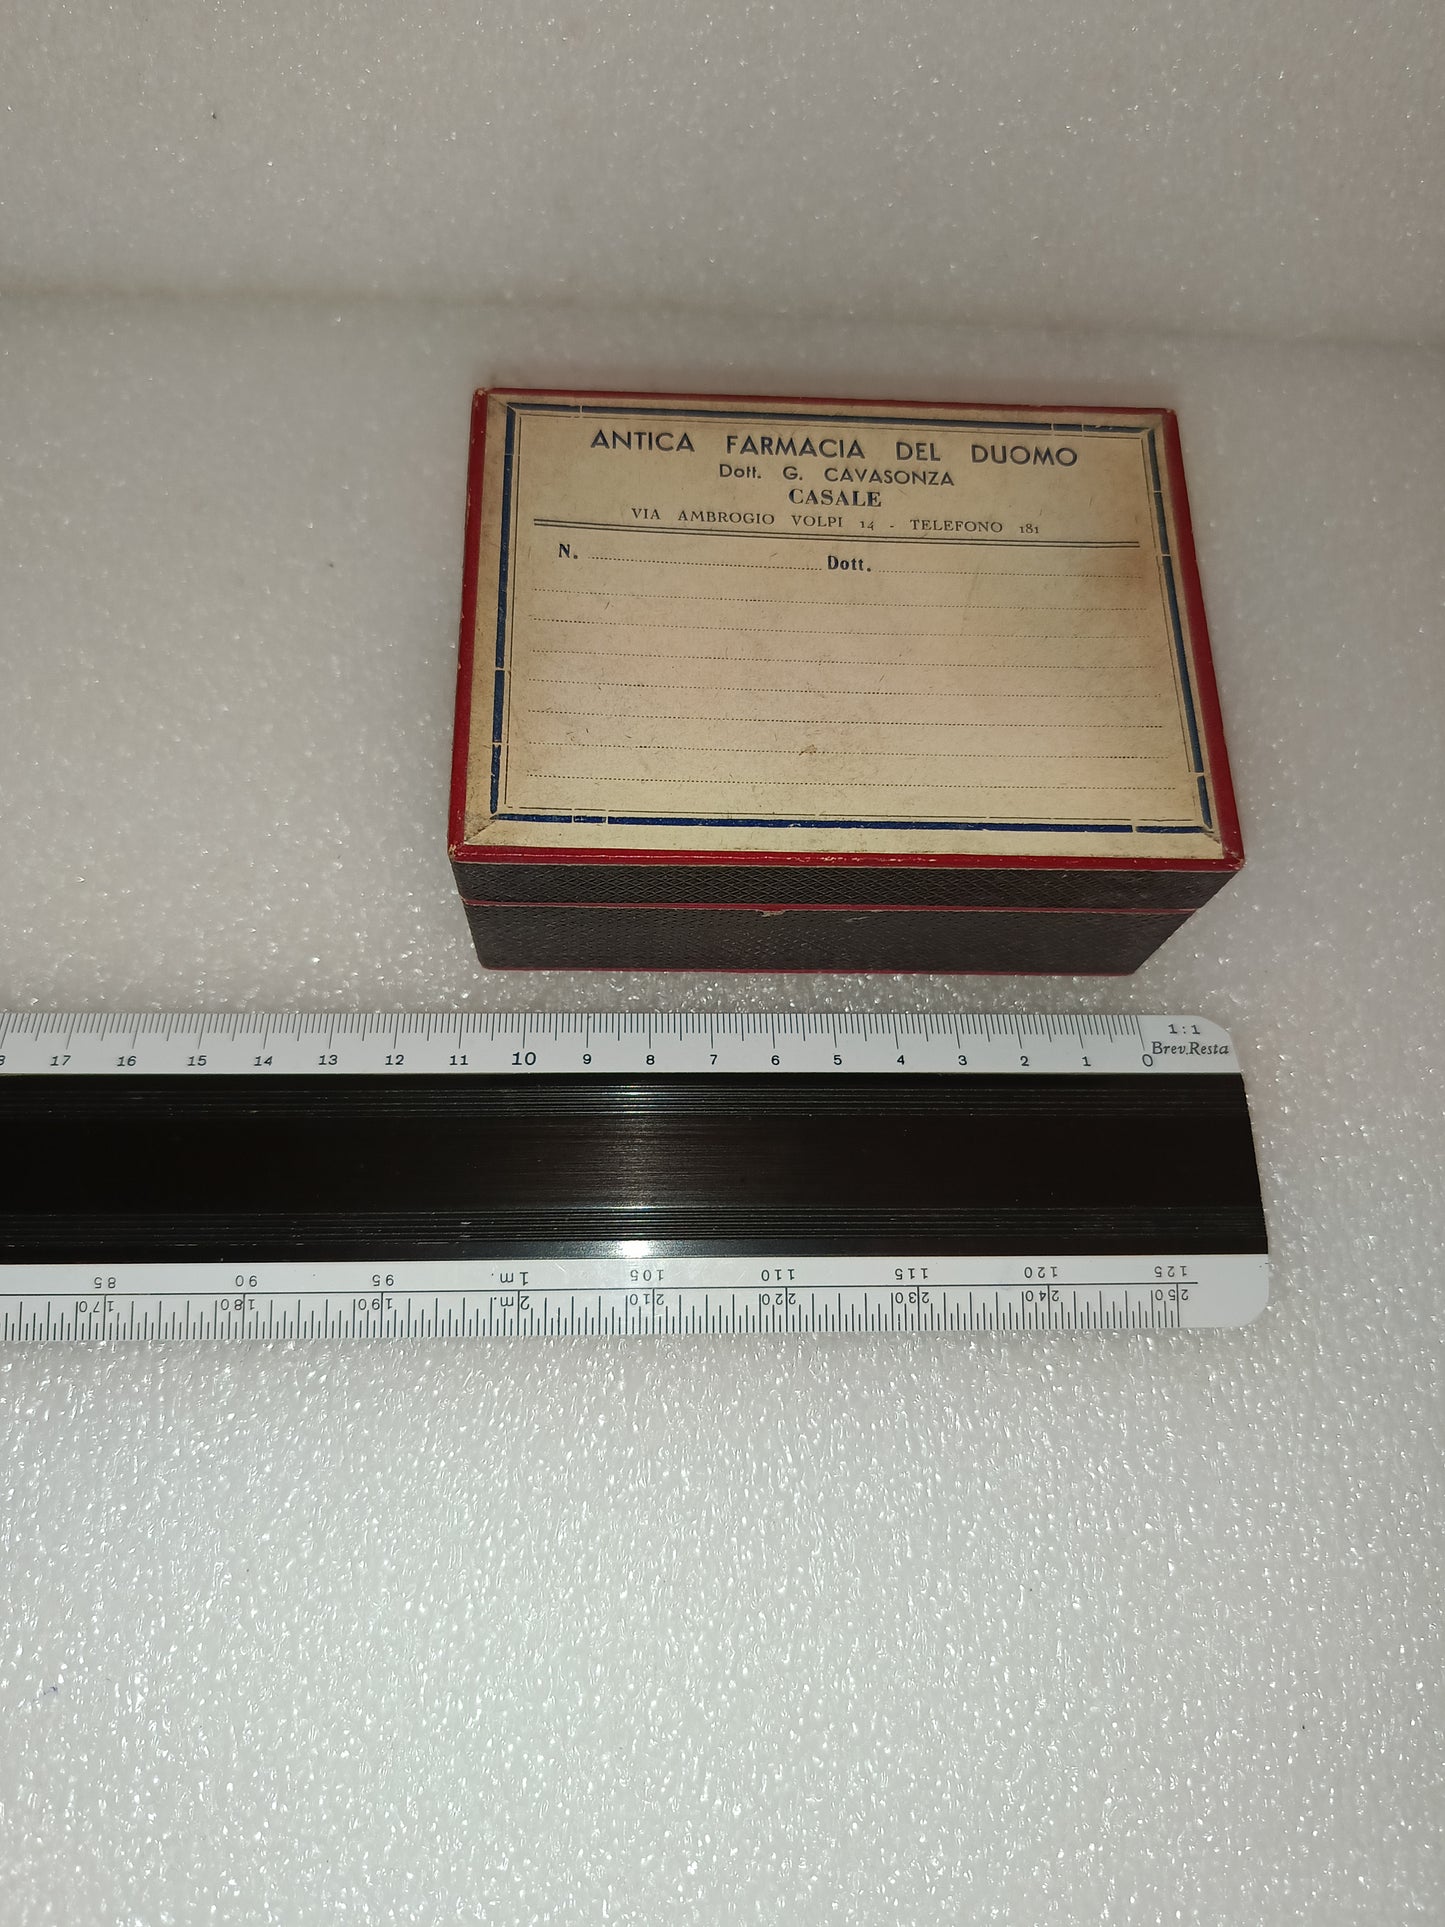 ANTICA FARMACIA DEL DUOMO
Dott. G. CAVASONZA
CASALE
VIA AMBROGIO VOLPI 14 - TELEFONO 181
N. Dott.
1:1
Brev.Resta
17 16 15 14 13 12 11 10 9 8 7 6 5 4 3 2 1 0
85 90 95 1m. 105 110 115 120 125
170 180 190 2m. 210 220 230 240 250